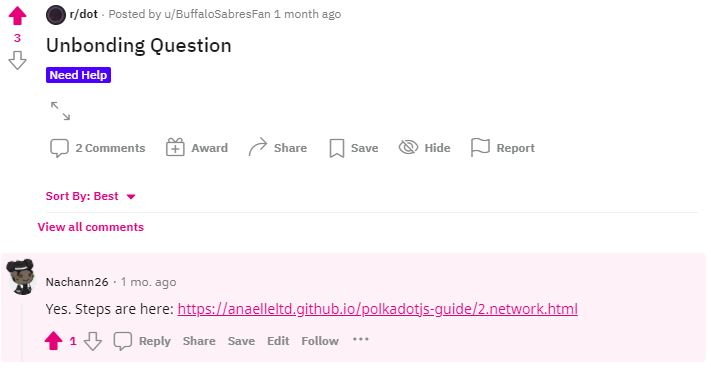 r/dot · Posted by u/BuffaloSabresFan 1 month ago
3
Unbonding Question
Need Help
2 Comments Award Share Save Hide Report
Sort By: Best
View all comments
Nachann26 · 1 mo. ago
Yes. Steps are here: https://anaelleltd.github.io/polkadotjs-guide/2.network.html
1 Reply Share Save Edit Follow ···